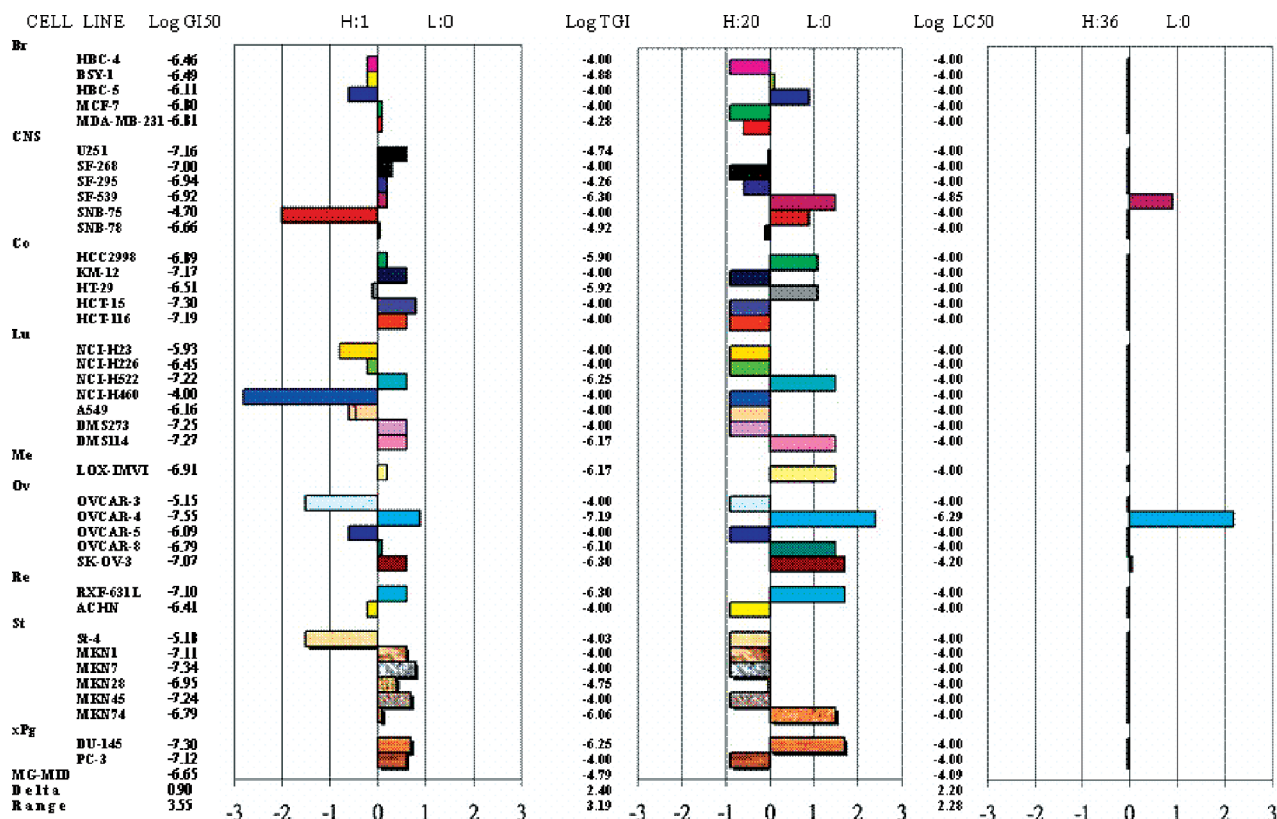 CELL LINE Log GI50 H:1 L:0 Log TGI H:20 L:0 Log LC50 H:36 L:0
Br
HBC-4 -6.46 -4.00 -4.00
BSY-1 -6.49 -4.88 -4.00
HBC-5 -6.11 -4.00 -4.00
MCF-7 -6.80 -4.00 -4.00
MDA-MB-231 -6.81 -4.28 -4.00
CNS
U251 -7.16 -4.74 -4.00
SF-268 -7.00 -4.00 -4.00
SF-295 -6.94 -4.26 -4.00
SF-539 -6.92 -6.30 -4.85
SNB-75 -4.70 -4.00 -4.00
SNB-78 -6.66 -4.92 -4.00
Co
HCC2998 -6.89 -5.90 -4.00
KM-12 -7.17 -4.00 -4.00
HT-29 -6.51 -5.92 -4.00
HCT-15 -7.30 -4.00 -4.00
HCT-116 -7.19 -4.00 -4.00
Lu
NCI-H23 -5.93 -4.00 -4.00
NCI-H226 -6.45 -4.00 -4.00
NCI-H522 -7.22 -6.25 -4.00
NCI-H460 -4.00 -4.00 -4.00
A549 -6.16 -4.00 -4.00
DMS273 -7.25 -4.00 -4.00
DMS114 -7.27 -6.17 -4.00
Me
LOX-IMVI -6.91 -6.17 -4.00
Ov
OVCAR-3 -5.15 -4.00 -4.00
OVCAR-4 -7.55 -7.19 -6.29
OVCAR-5 -6.09 -4.00 -4.00
OVCAR-8 -6.79 -6.10 -4.00
SK-OV-3 -7.07 -6.30 -4.20
Re
RXF-631L -7.10 -6.30 -4.00
ACHN -6.41 -4.00 -4.00
St
St-4 -5.18 -4.03 -4.00
MKN1 -7.11 -4.00 -4.00
MKN7 -7.34 -4.00 -4.00
MKN28 -6.95 -4.75 -4.00
MKN45 -7.24 -4.00 -4.00
MKN74 -6.79 -6.06 -4.00
xPg
DU-145 -7.30 -6.25 -4.00
PC-3 -7.12 -4.00 -4.00
MG-MID -6.65 -4.79 -4.09
Delta 0.90 2.40 2.20
Range 3.55 3.19 2.28
-3 -2 -1 0 1 2 3 -3 -2 -1 0 1 2 3 -3 -2 -1 0 1 2 3